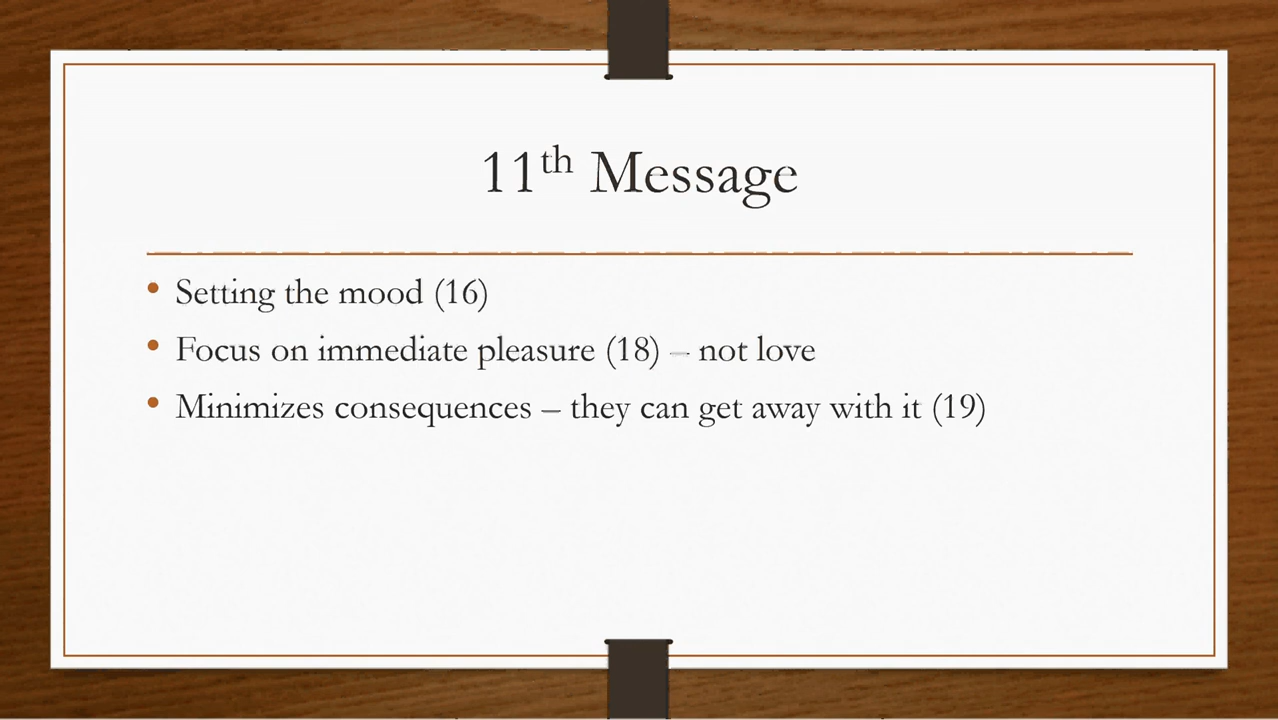 11th Message
• Setting the mood (16)
• Focus on immediate pleasure (18) – not love
• Minimizes consequences – they can get away with it (19)